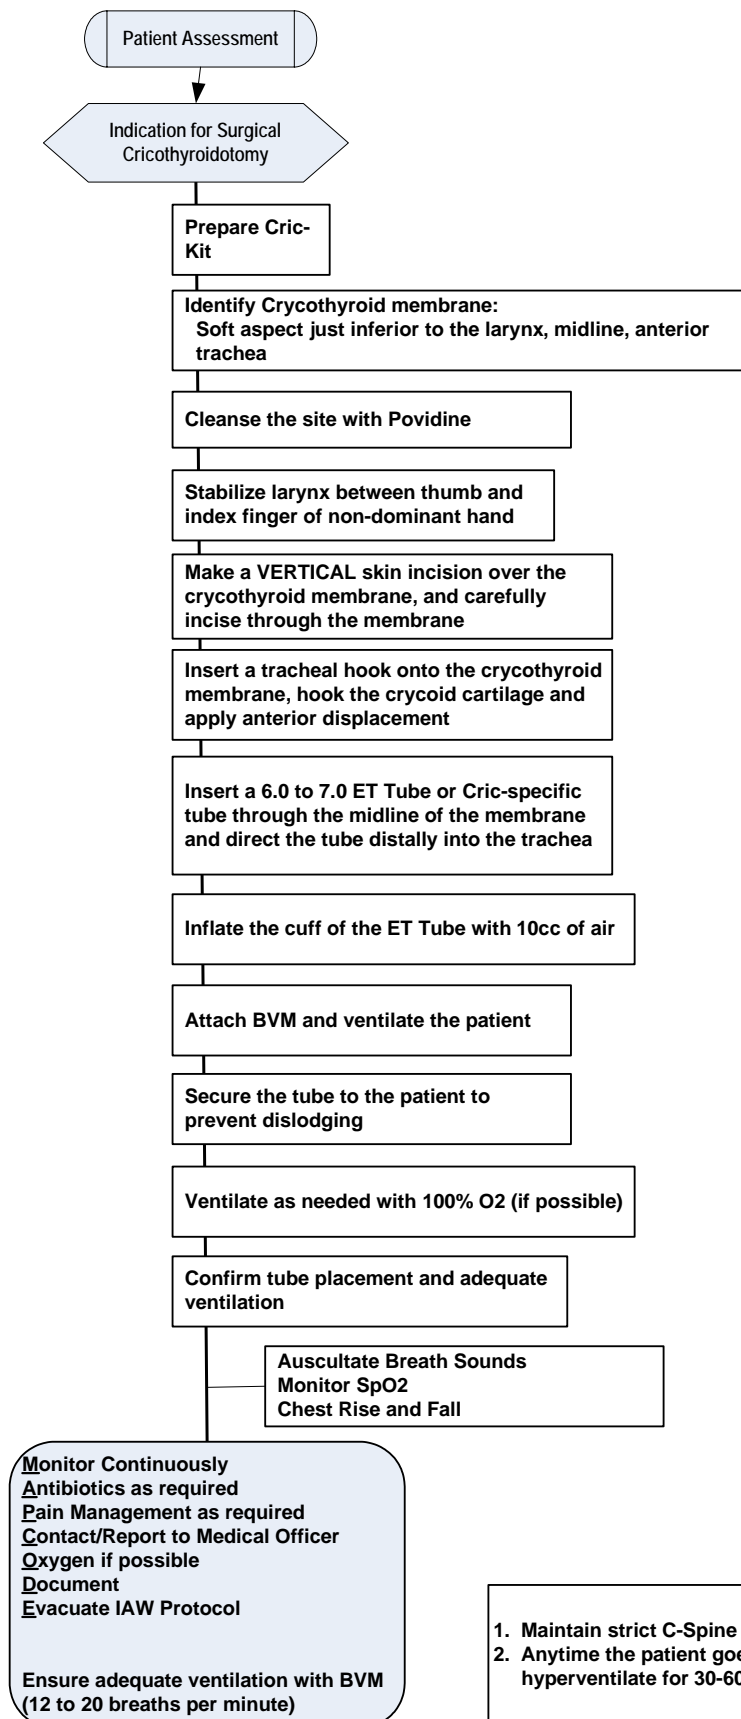 Patient Assessment
Indication for Surgical
Cricothyroidotomy
Prepare Cric-
Kit
Identify Crycothyroid membrane:
Soft aspect just inferior to the larynx, midline, anterior
trachea
Cleanse the site with Povidine
Stabilize larynx between thumb and
index finger of non-dominant hand
Make a VERTICAL skin incision over the
crycothyroid membrane, and carefully
incise through the membrane
Insert a tracheal hook onto the crycothyroid
membrane, hook the crycoid cartilage and
apply anterior displacement
Insert a 6.0 to 7.0 ET Tube or Cric-specific
tube through the midline of the membrane
and direct the tube distally into the trachea
Inflate the cuff of the ET Tube with 10cc of air
Attach BVM and ventilate the patient
Secure the tube to the patient to
prevent dislodging
Ventilate as needed with 100% O2 (if possible)
Confirm tube placement and adequate
ventilation
Auscultate Breath Sounds
Monitor SpO2
Chest Rise and Fall
Monitor Continuously
Antibiotics as required
Pain Management as required
Contact/Report to Medical Officer
Oxygen if possible
Document
Evacuate IAW Protocol
Ensure adequate ventilation with BVM
(12 to 20 breaths per minute)
1. Maintain strict C-Spine
2. Anytime the patient
hyperventilate for